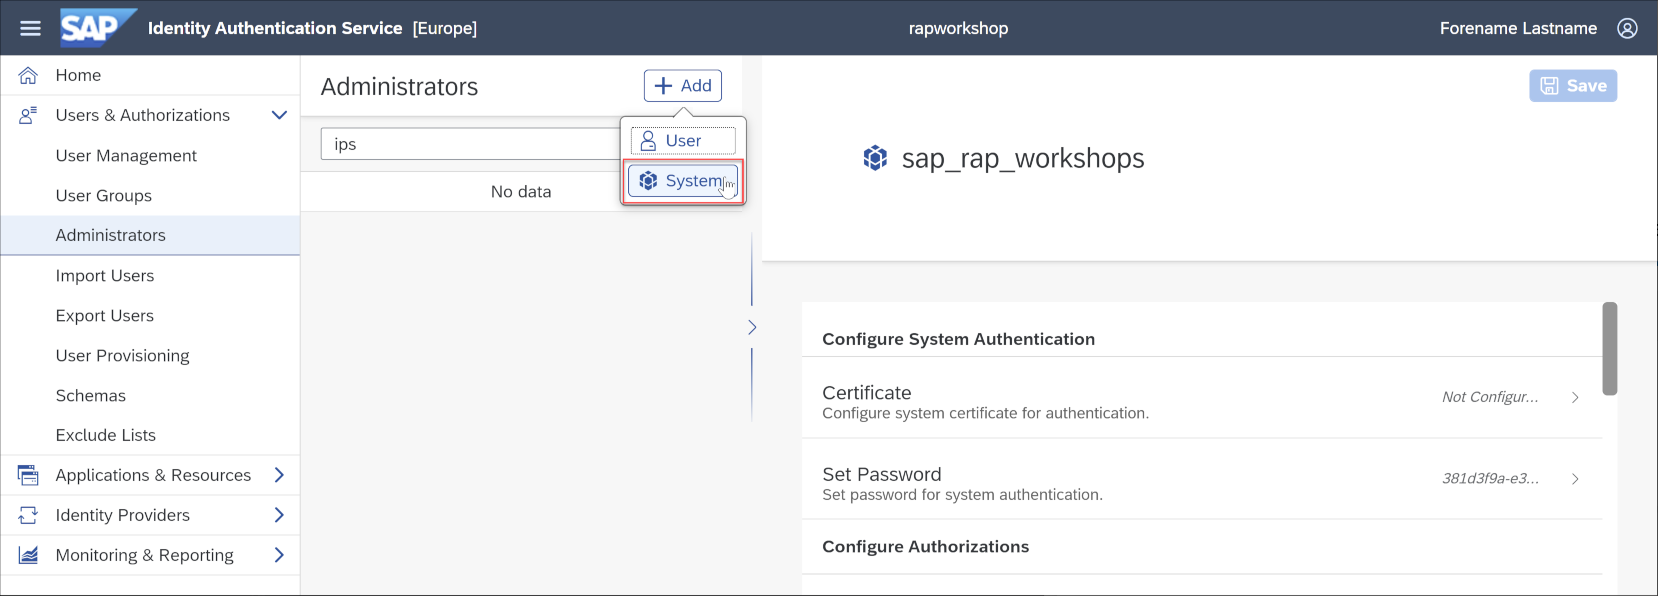 SAP Identity Authentication Service [Europe] rapworkshop Forename Lastname
Home
Users & Authorizations
User Management
User Groups
Administrators
Import Users
Export Users
User Provisioning
Schemas
Exclude Lists
Applications & Resources
Identity Providers
Monitoring & Reporting
Administrators
Add
ips
User
System
No data
Save
sap_rap_workshops
Configure System Authentication
Certificate
Configure system certificate for authentication.
Not Configur...
Set Password
Set password for system authentication.
381d3f9a-e3...
Configure Authorizations